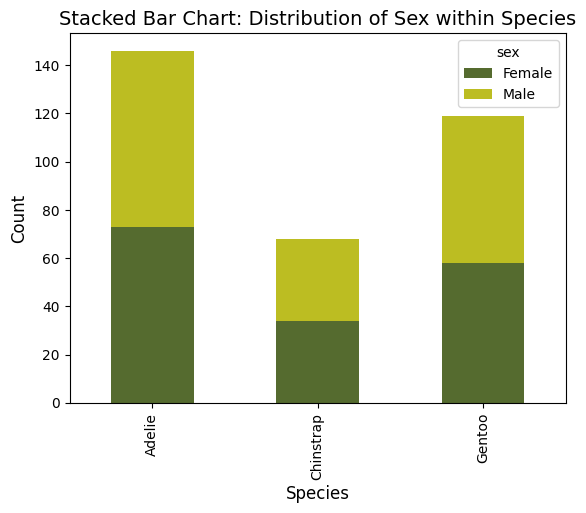 Stacked Bar Chart: Distribution of Sex within Species
sex
Female
Male
Count
140
120
100
80
60
40
20
0
Adelie
Chinstrap
Gentoo
Species